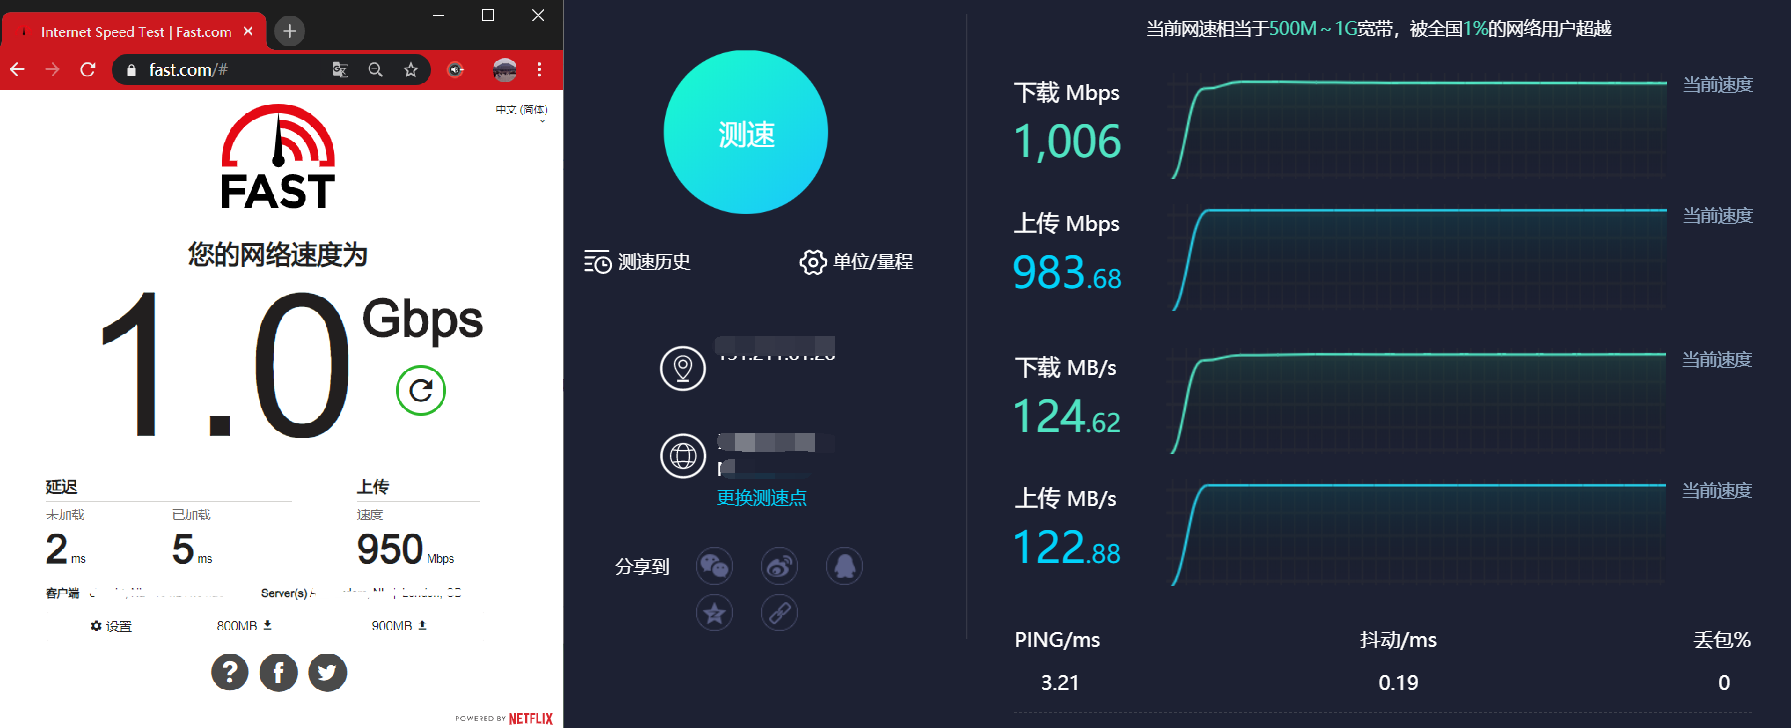 Internet Speed Test | Fast.com
fast.com/#
中文 (简体)
FAST
您的网络速度为
1.0 Gbps
延迟
上传
未加载
已加载
速度
2 ms
5 ms
950 Mbps
客户端
Server(s)
设置
800MB
900MB
POWERED BY NETFLIX
测速
测速历史
单位/量程
更换测速点
分享到
当前网速相当于500M~1G宽带，被全国1%的网络用户超越
下载 Mbps
当前速度
1,006
上传 Mbps
当前速度
983.68
下载 MB/s
当前速度
124.62
上传 MB/s
当前速度
122.88
PING/ms
抖动/ms
丢包%
3.21
0.19
0